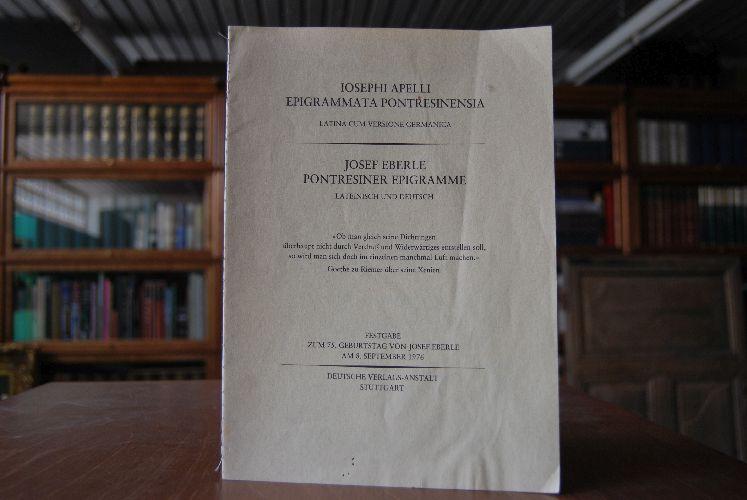 IOSEPHI APELLI
EPIGRAMMATA PONTRESINENSIA
LATINA CUM VERSIONE GERMANICA
JOSEF EBERLE
PONTRESINER EPIGRAMME
LATEINISCH UND DEUTSCH
«Ob man gleich seine Dichtungen
überhaupt nicht durch Verdruß und Widerwärtiges entstellen soll,
so wird man sich doch im einzelnen manchmal Luft machen.»
Goethe zu Riemer über seine Xenien
FESTGABE
ZUM 75. GEBURTSTAG VON JOSEF EBERLE
AM 8. SEPTEMBER 1976
DEUTSCHE VERLAGS-ANSTALT
STUTTGART